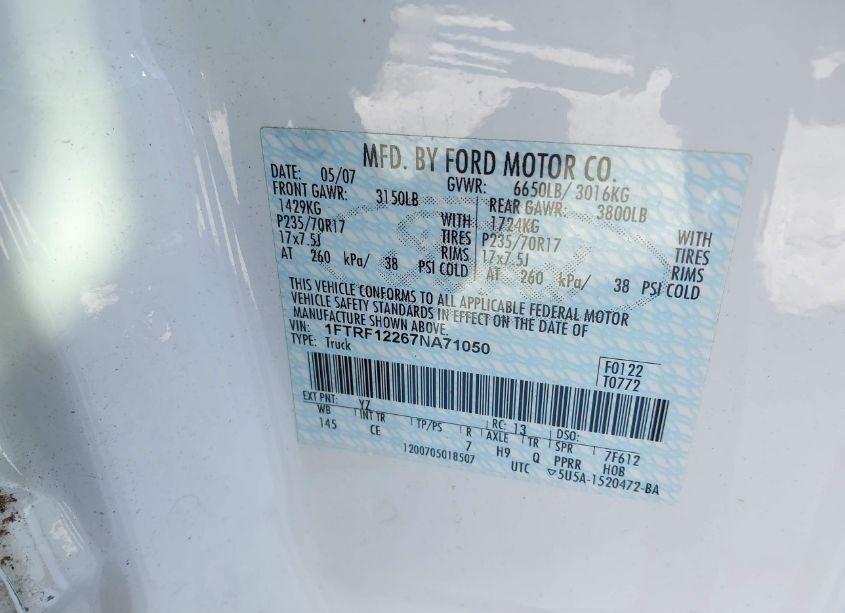 MFD. BY FORD MOTOR CO.
DATE: 05/07 GVWR: 6650LB/ 3016KG
FRONT GAWR: 3150LB REAR GAWR: 3800LB
1429KG WITH 1724KG WITH
P235/70R17 TIRES P235/70R17 TIRES
17x7.5J RIMS 17x7.5J RIMS
AT 260 kPa/ 38 PSI COLD AT 260 kPa/ 38 PSI COLD
THIS VEHICLE CONFORMS TO ALL APPLICABLE FEDERAL MOTOR
VEHICLE SAFETY STANDARDS IN EFFECT ON THE DATE OF
MANUFACTURE SHOWN ABOVE.
VIN: 1FTRF12267NA71050
TYPE: Truck
F0122
T0772
EXT PNT: YZ RC: 13 DSO:
WB INT TR TP/PS R AXLE TR SPR 7F612
145 CE 7 H9 Q PPRR HOB
1200705018507 UTC ▽5U5A-1520472-BA